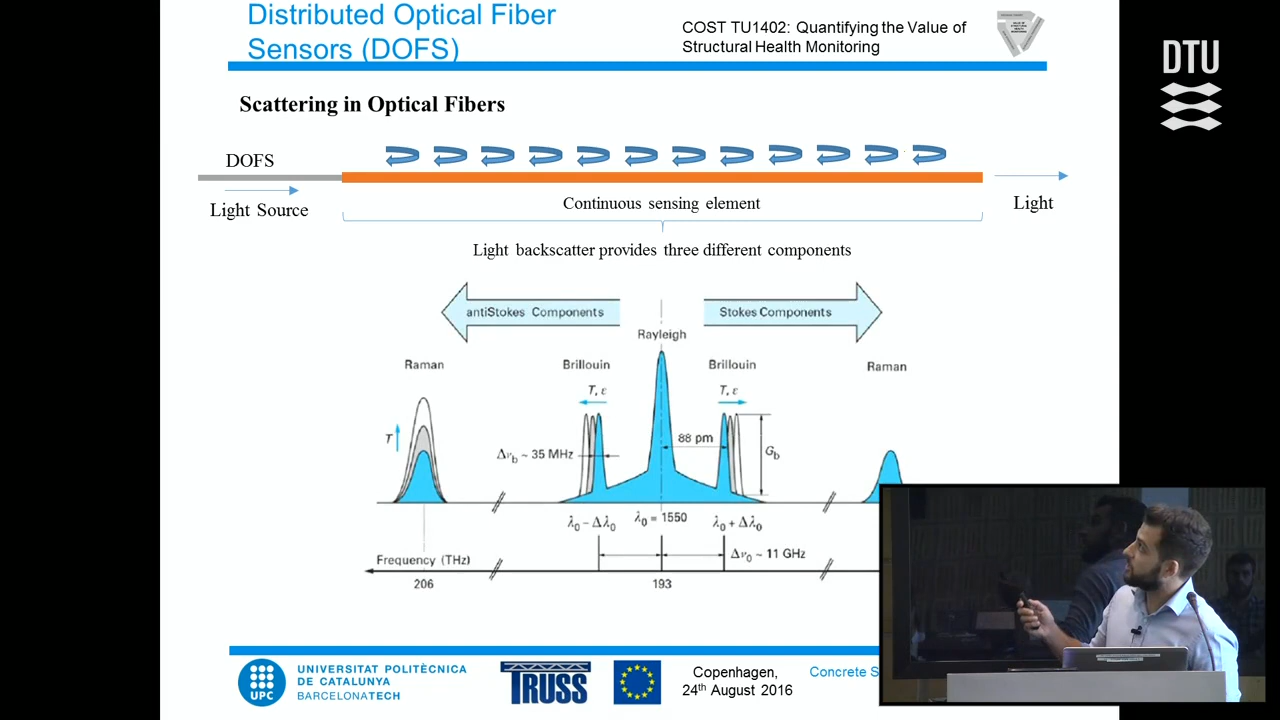 Distributed Optical Fiber
Sensors (DOFS)
COST TU1402: Quantifying the Value of
Structural Health Monitoring
DTU
Scattering in Optical Fibers
DOFS
Light Source
Continuous sensing element
Light
Light backscatter provides three different components
antiStokes Components
Stokes Components
Rayleigh
Raman
Brillouin
Brillouin
Raman
T, ε
T, ε
T
88 pm
Δνb ~ 35 MHz
Gb
λ0 − Δλ0
λ0 = 1550
λ0 + Δλ0
Δν0 ~ 11 GHz
Frequency (THz)
206
193
UNIVERSITAT POLITÈCNICA
DE CATALUNYA
BARCELONATECH
UPC
TRUSS
Copenhagen,
24th August 2016
Concrete S